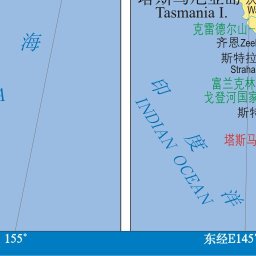 海
A
Tasmania I.
克雷德尔山
齐恩Zee
斯特拉
Straha
富兰克林
戈登河国家
斯特
塔斯马
印度洋
INDIAN OCEAN
155°
东经E145°